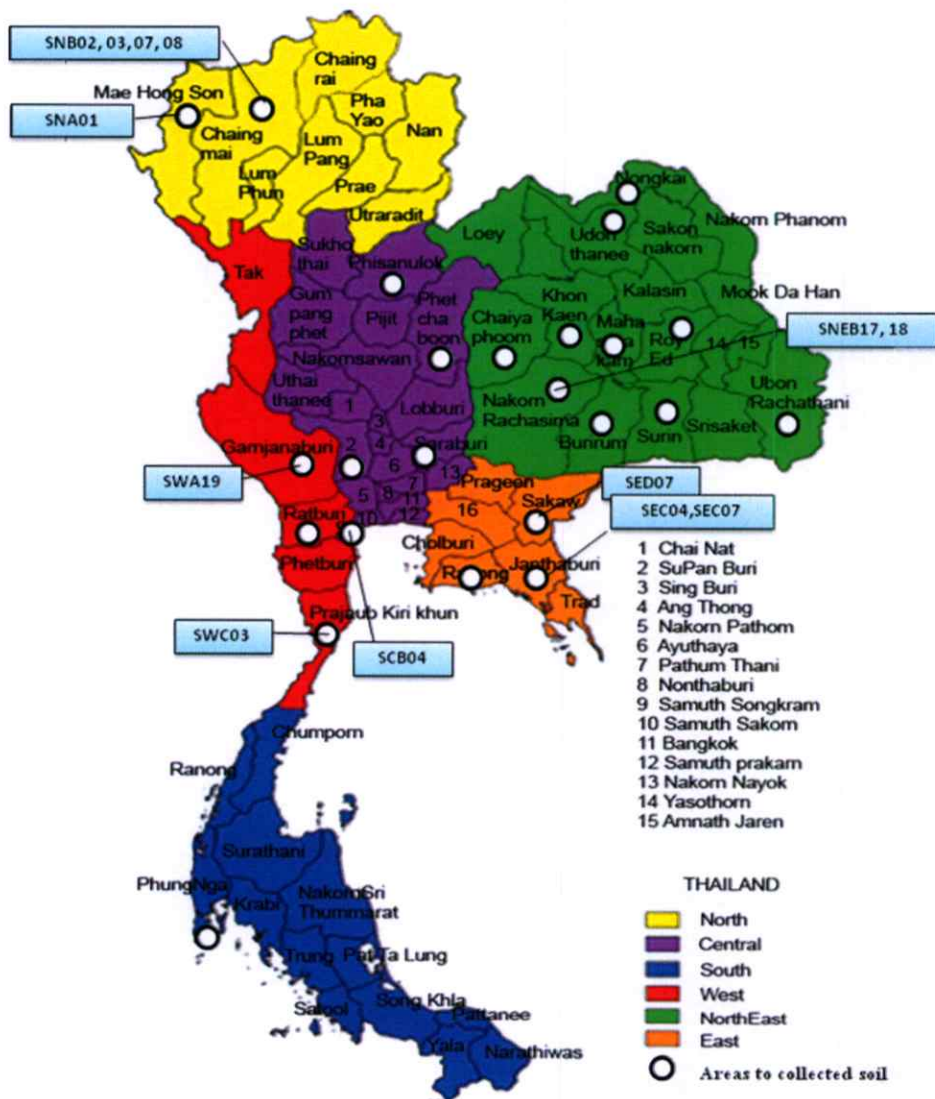 SNB02, 03, 07, 08
SNA01
Mae Hong Son
Chaing
rai
Pha
Yao
Nan
Chaing
mai
Lum
Pang
Lum
Phun
Prae
Utraradit
Nongkai
Loey
Udon
thanee
Sakon
nakorn
Nakorn Phanom
Tak
Sukho
thai
Phisanulok
Gum
pang
phet
Pijit
Phet
cha
boon
Khon
Kaen
Kalasin
Mook Da Han
Chaiya
phoom
Maha
Roy
Ed
14
15
SNEB17, 18
Nakornsawan
Uthai
thanee
1
Lobburi
3
Nakorn
Rachasima
Ubon
Rachathani
Bunrum
Surin
Srisaket
Gamjanaburi
2
4
Saraburi
6
13
5
8
7
11
10
12
SWA19
Prageen
16
Sakaw
SED07
SEC04,SEC07
Ratburi
Cholburi
Phetburi
Janthaburi
Trad
Prajaub Kiri khun
SWC03
SCB04
1 Chai Nat
2 SuPan Buri
3 Sing Buri
4 Ang Thong
5 Nakorn Pathom
6 Ayuthaya
7 Pathum Thani
8 Nonthaburi
9 Samuth Songkram
10 Samuth Sakorn
11 Bangkok
12 Samuth prakarn
13 Nakorn Nayok
14 Yasothorn
15 Amnath Jaren
Chumporn
Ranong
Surathani
PhungNga
Krabi
NakornSri
Thummarat
Trung
Pat Ta Lung
Satool
Song Khla
Pattanee
Yala
Narathiwas
THAILAND
North
Central
South
West
NorthEast
East
Areas to collected soil